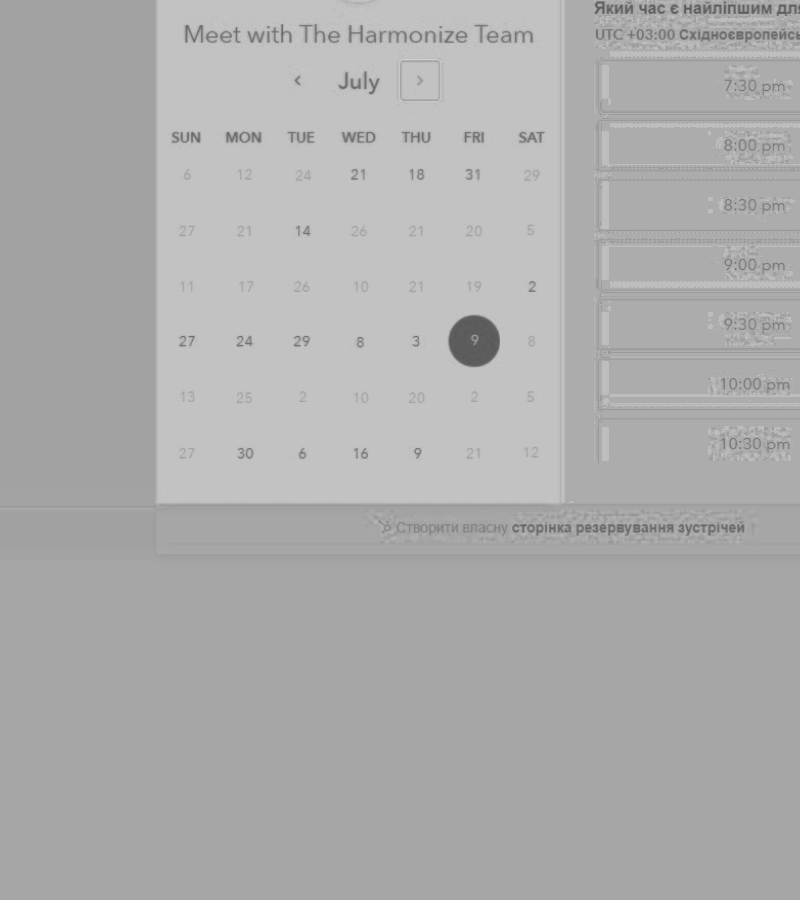 Meet with The Harmonize Team
‹ July ›
SUN MON TUE WED THU FRI SAT
6 12 24 21 18 31 29
27 21 14 26 21 20 5
11 17 26 10 21 19 2
27 24 29 8 3 9 8
13 25 2 10 20 2 5
27 30 6 16 9 21 12
Який час є найліпшим
UTC +03:00
7:30 pm
8:00 pm
8:30 pm
9:00 pm
9:30 pm
10:00 pm
10:30 pm
Створити власну сторінка резервування зустрічей